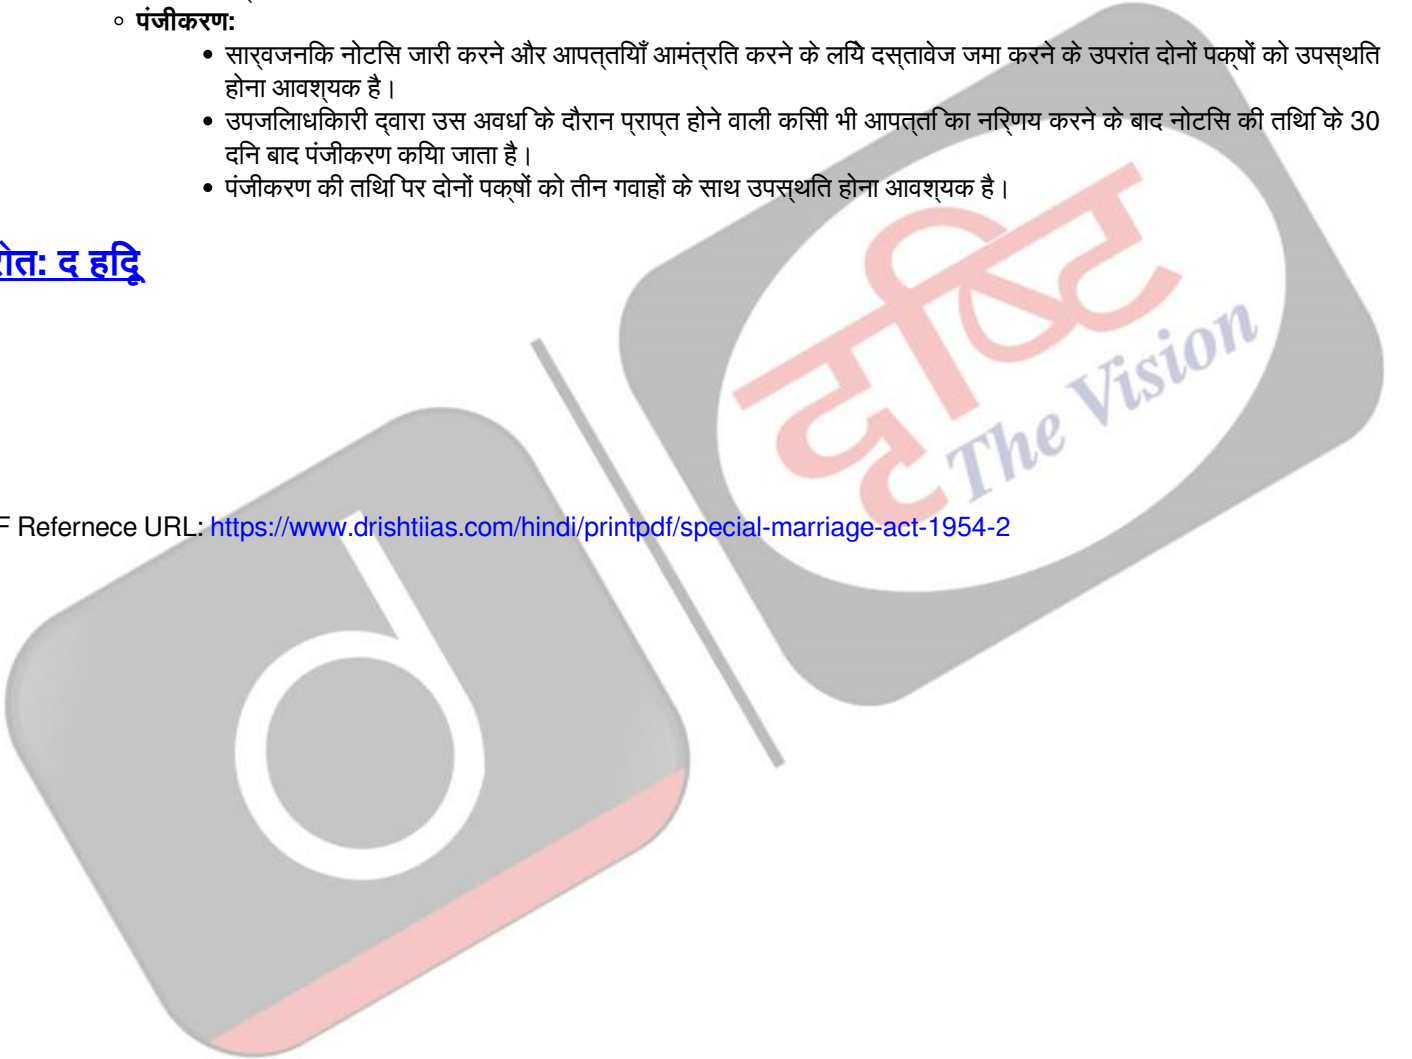 पंजीकरण:
सार्वजनिक नोटिस जारी करने और आपत्तियाँ आमंत्रित करने के लिये दस्तावेज जमा करने के उपरांत दोनों पक्षों को उपस्थिति
होना आवश्यक है।
उपजिलाधिकारी द्वारा उस अवधि के दौरान प्राप्त होने वाली किसी भी आपत्ति का निर्णय करने के बाद नोटिस की तिथि के 30
दिन बाद पंजीकरण किया जाता है।
पंजीकरण की तिथि पर दोनों पक्षों को तीन गवाहों के साथ उपस्थिति होना आवश्यक है।
रोत: द हिंदू
दृष्टि
The Vision
F Refernece URL: https://www.drishtiias.com/hindi/printpdf/special-marriage-act-1954-2
d